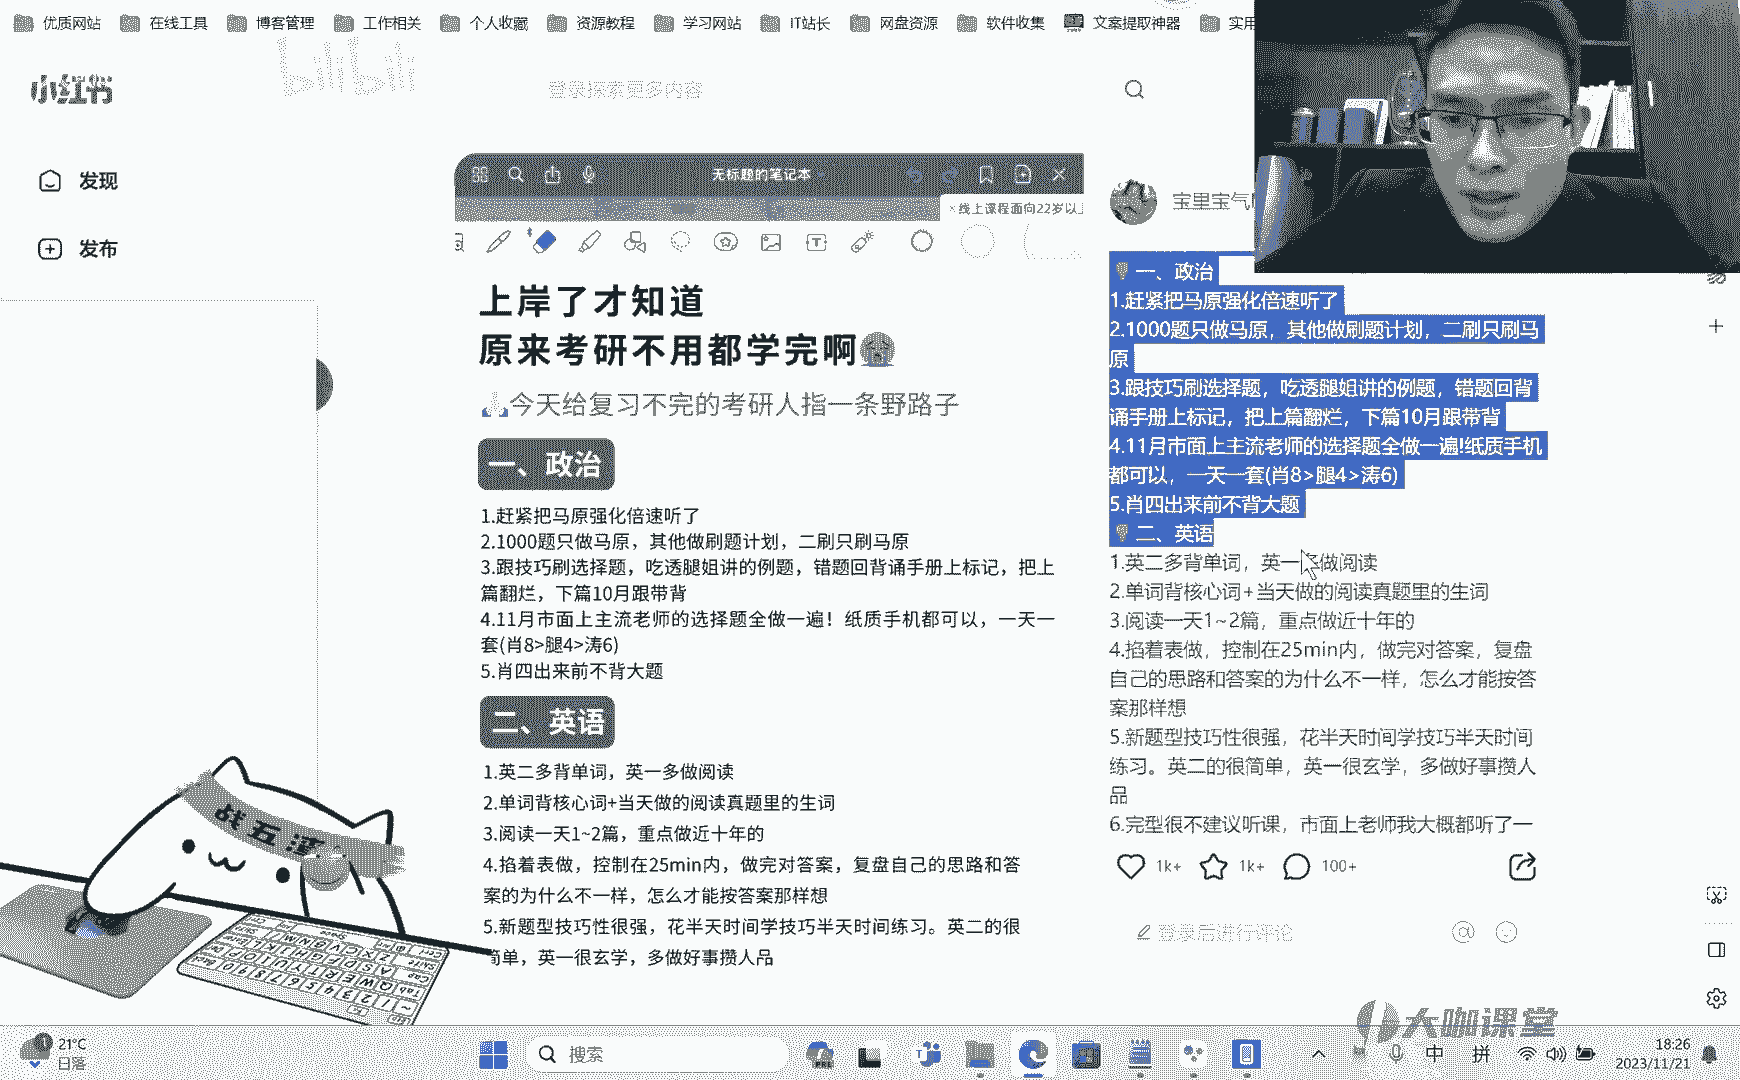 优质网站 在线工具 博客管理 工作相关 个人收藏 资源教程 学习网站 IT站长 网盘资源 软件收集 文案提取神器 实用
小红书
bilibili
登录探索更多内容
发现
发布
无标题的笔记本
×线上课程面向22岁以上
上岸了才知道
原来考研不用都学完啊😭
🙏今天给复习不完的考研人指一条野路子
一、政治
1.赶紧把马原强化倍速听了
2.1000题只做马原，其他做刷题计划，二刷只刷马原
3.跟技巧刷选择题，吃透腿姐讲的例题，错题回背诵手册上标记，把上
篇翻烂，下篇10月跟带背
4.11月市面上主流老师的选择题全做一遍！纸质手机都可以，一天一
套(肖8>腿4>涛6)
5.肖四出来前不背大题
二、英语
1.英二多背单词，英一多做阅读
2.单词背核心词+当天做的阅读真题里的生词
3.阅读一天1~2篇，重点做近十年的
4.掐着表做，控制在25min内，做完对答案，复盘自己的思路和答
案的为什么不一样，怎么才能按答案那样想
5.新题型技巧性很强，花半天时间学技巧半天时间练习。英二的很
简单，英一很玄学，多做好事攒人品
宝里宝气
一、政治
1.赶紧把马原强化倍速听了
2.1000题只做马原，其他做刷题计划，二刷只刷马
原
3.跟技巧刷选择题，吃透腿姐讲的例题，错题回背
诵手册上标记，把上篇翻烂，下篇10月跟带背
4.11月市面上主流老师的选择题全做一遍!纸质手机
都可以，一天一套(肖8>腿4>涛6)
5.肖四出来前不背大题
二、英语
1.英二多背单词，英一多做阅读
2.单词背核心词+当天做的阅读真题里的生词
3.阅读一天1~2篇，重点做近十年的
4.掐着表做，控制在25min内，做完对答案，复盘
自己的思路和答案的为什么不一样，怎么才能按答
案那样想
5.新题型技巧性很强，花半天时间学技巧半天时间
练习。英二的很简单，英一很玄学，多做好事攒人
品
6.完型很不建议听课，市面上老师我大概都听了一
1k+ 1k+ 100+
登录后进行评论
大咖课堂
21°C
日落
搜索
中 拼
18:26
2023/11/21